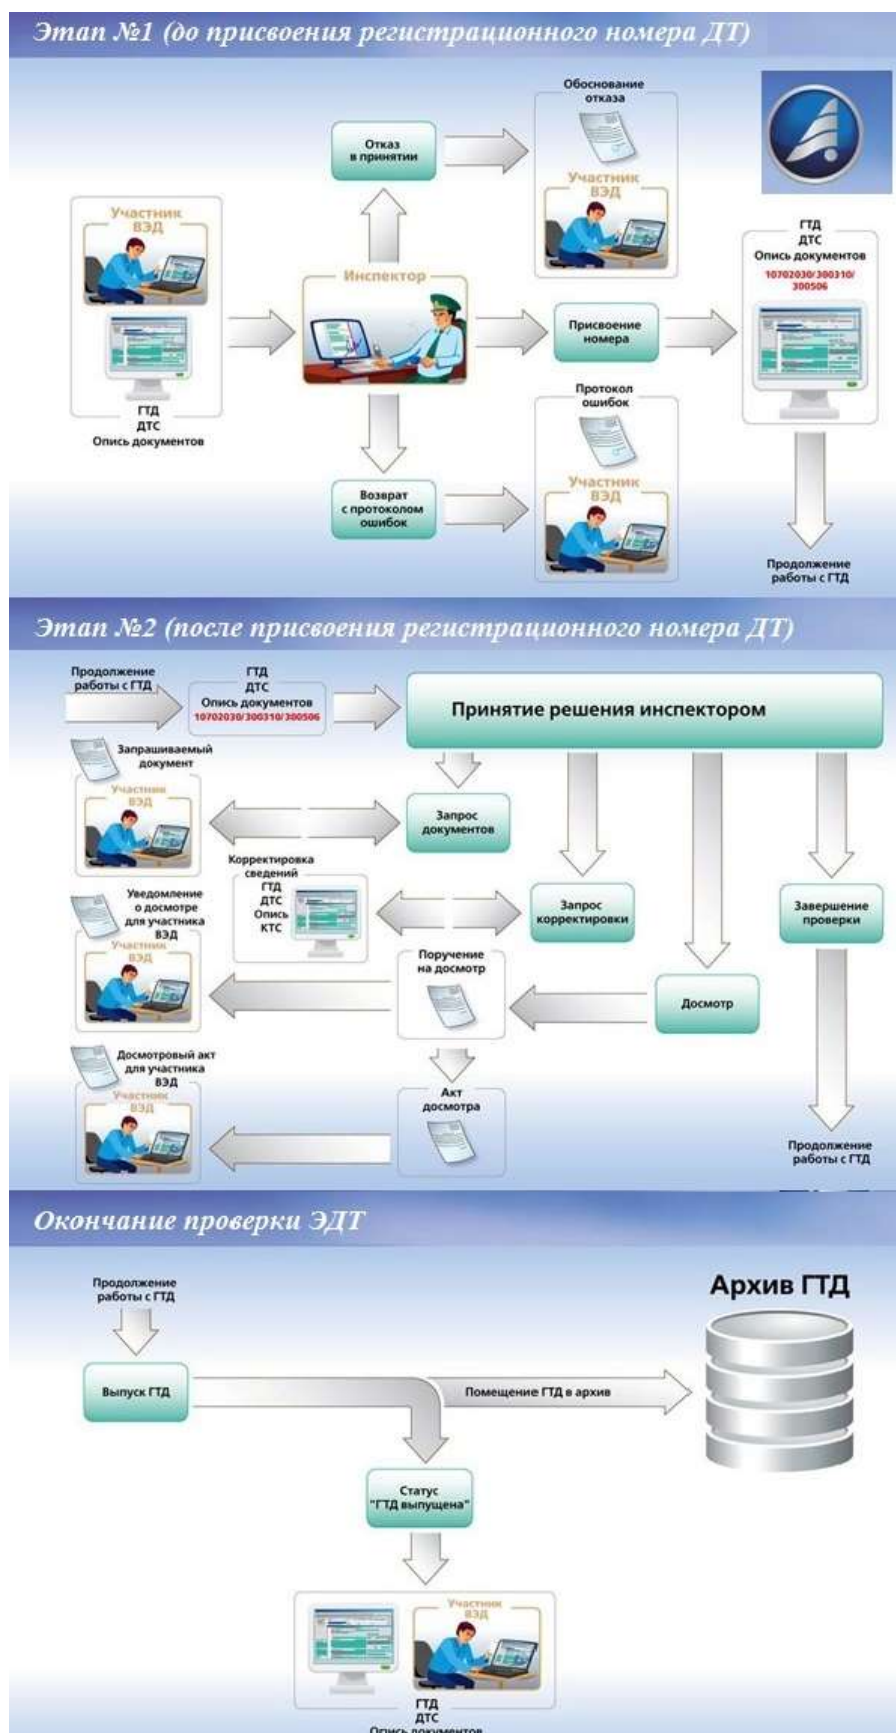 Этап №1 (до присвоения регистрационного номера ДТ)
Обоснование
отказа
Отказ
в принятии
Участник
ВЭД
Участник
ВЭД
ГТД
ДТС
Опись документов
10702030/300310/
300506
Инспектор
Присвоение
номера
ГТД
ДТС
Опись документов
Протокол
ошибок
Участник
ВЭД
Возврат
с протоколом
ошибок
Продолжение
работы с ГТД
Этап №2 (после присвоения регистрационного номера ДТ)
Продолжение
работы с ГТД
ГТД
ДТС
Опись документов
10702030/300310/300506
Принятие решения инспектором
Запрашиваемый
документ
Участник
ВЭД
Запрос
документов
Корректировка
сведений
ГТД
ДТС
Опись
КТС
Запрос
корректировки
Завершение
проверки
Уведомление
о досмотре
для участника
ВЭД
Участник
ВЭД
Поручение
на досмотр
Досмотр
Досмотровый акт
для участника
ВЭД
Участник
ВЭД
Акт
досмотра
Продолжение
работы с ГТД
Окончание проверки ЭДТ
Продолжение
работы с ГТД
Архив ГТД
Выпуск ГТД
Помещение ГТД в архив
Статус
"ГТД выпущена"
Участник
ВЭД
ГТД
ДТС
Опись документов